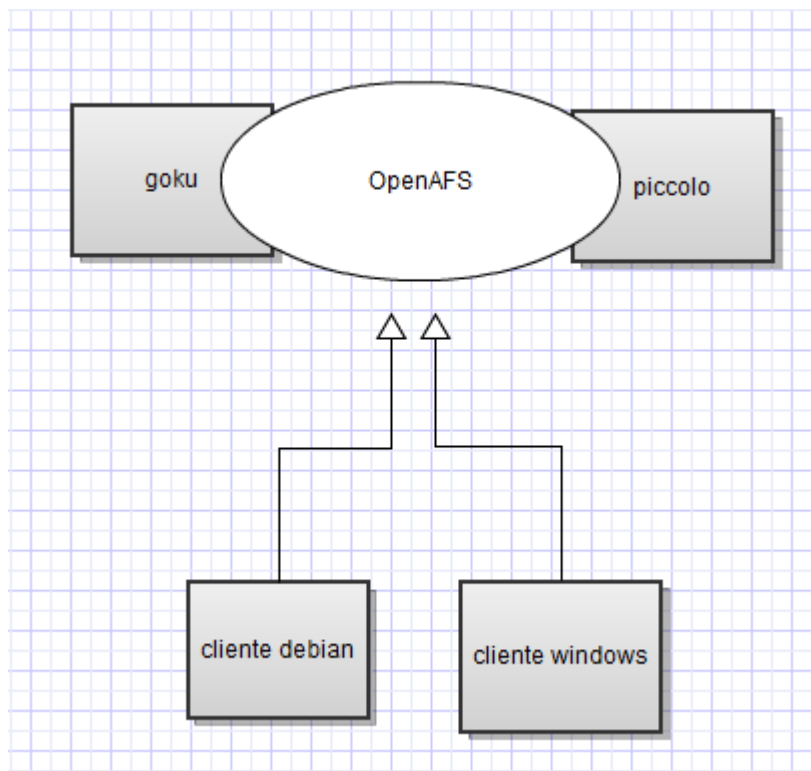 goku
OpenAFS
piccolo
cliente debian
cliente windows